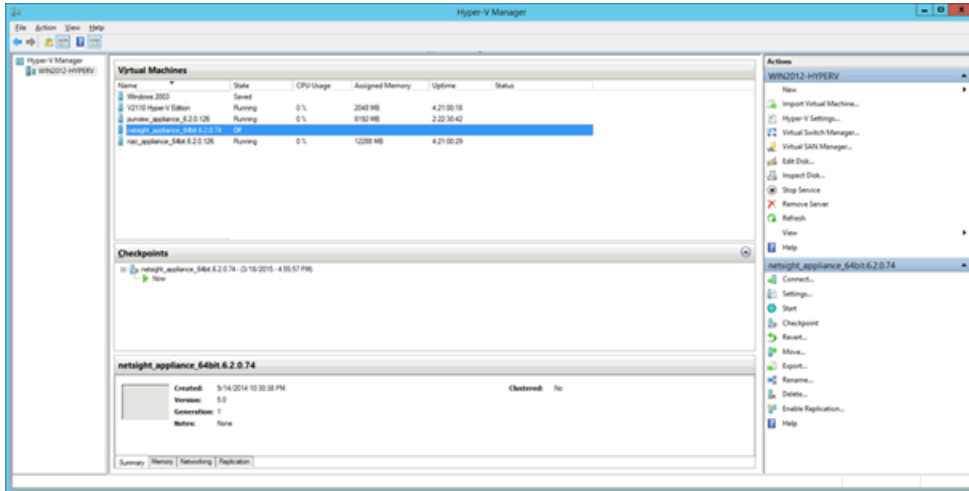 Hyper-V Manager
File Action View Help
Hyper-V Manager
WIN2012-HYPERV
Virtual Machines
Name State CPU Usage Assigned Memory Uptime Status
Windows 2003 Saved
V2110 Hyper-V Edition Running 0 % 2048 MB 4.21:00:18
purview_appliance_6.2.0.126 Running 0 % 8192 MB 2.22:30:42
netsight_appliance_64bit.6.2.0.74 Off
nac_appliance_64bit.6.2.0.126 Running 0 % 12288 MB 4.21:00:29
Checkpoints
netsight_appliance_64bit.6.2.0.74 - (3/18/2015 - 4:55:57 PM)
Now
netsight_appliance_64bit.6.2.0.74
Created: 5/14/2014 10:30:38 PM Clustered: No
Version: 5.0
Generation: 1
Notes: None
Summary Memory Networking Replication
Actions
WIN2012-HYPERV
New
Import Virtual Machine...
Hyper-V Settings...
Virtual Switch Manager...
Virtual SAN Manager...
Edit Disk...
Inspect Disk...
Stop Service
Remove Server
Refresh
View
Help
netsight_appliance_64bit.6.2.0.74
Connect...
Settings...
Start
Checkpoint
Revert...
Move...
Export...
Rename...
Delete...
Enable Replication...
Help